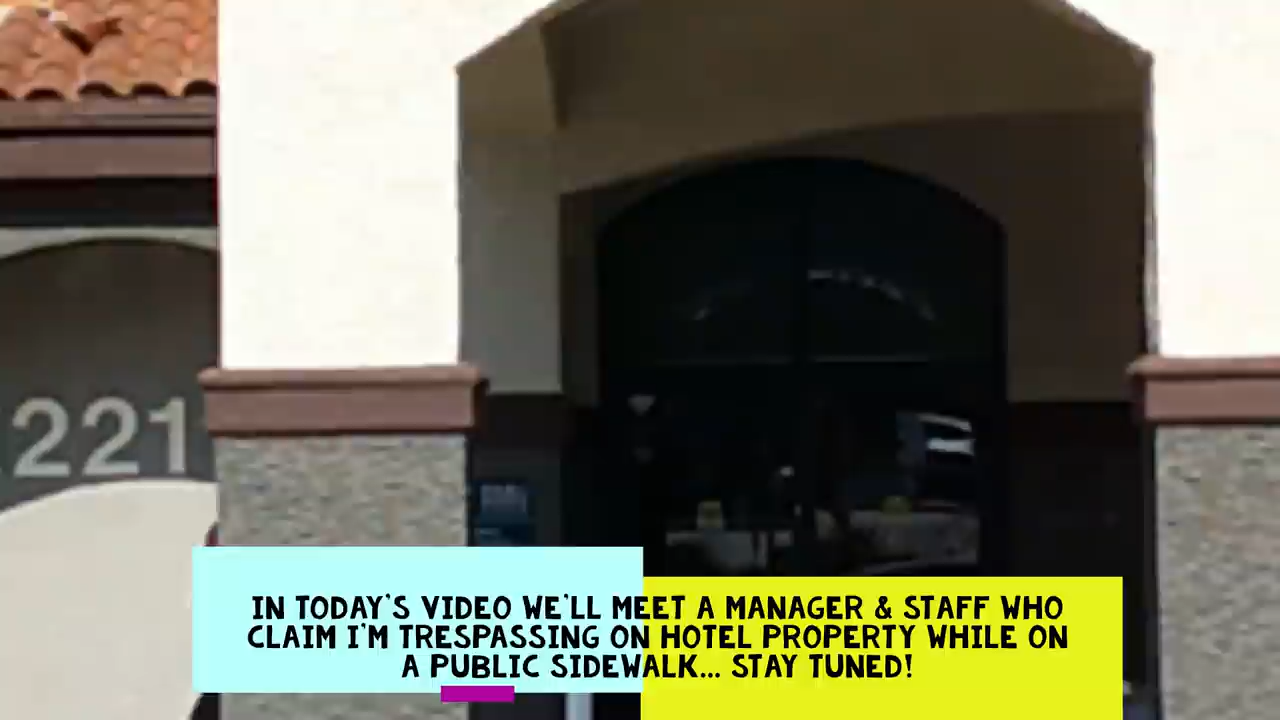 221
IN TODAY'S VIDEO WE'LL MEET A MANAGER & STAFF WHO
CLAIM I'M TRESPASSING ON HOTEL PROPERTY WHILE ON
A PUBLIC SIDEWALK... STAY TUNED!